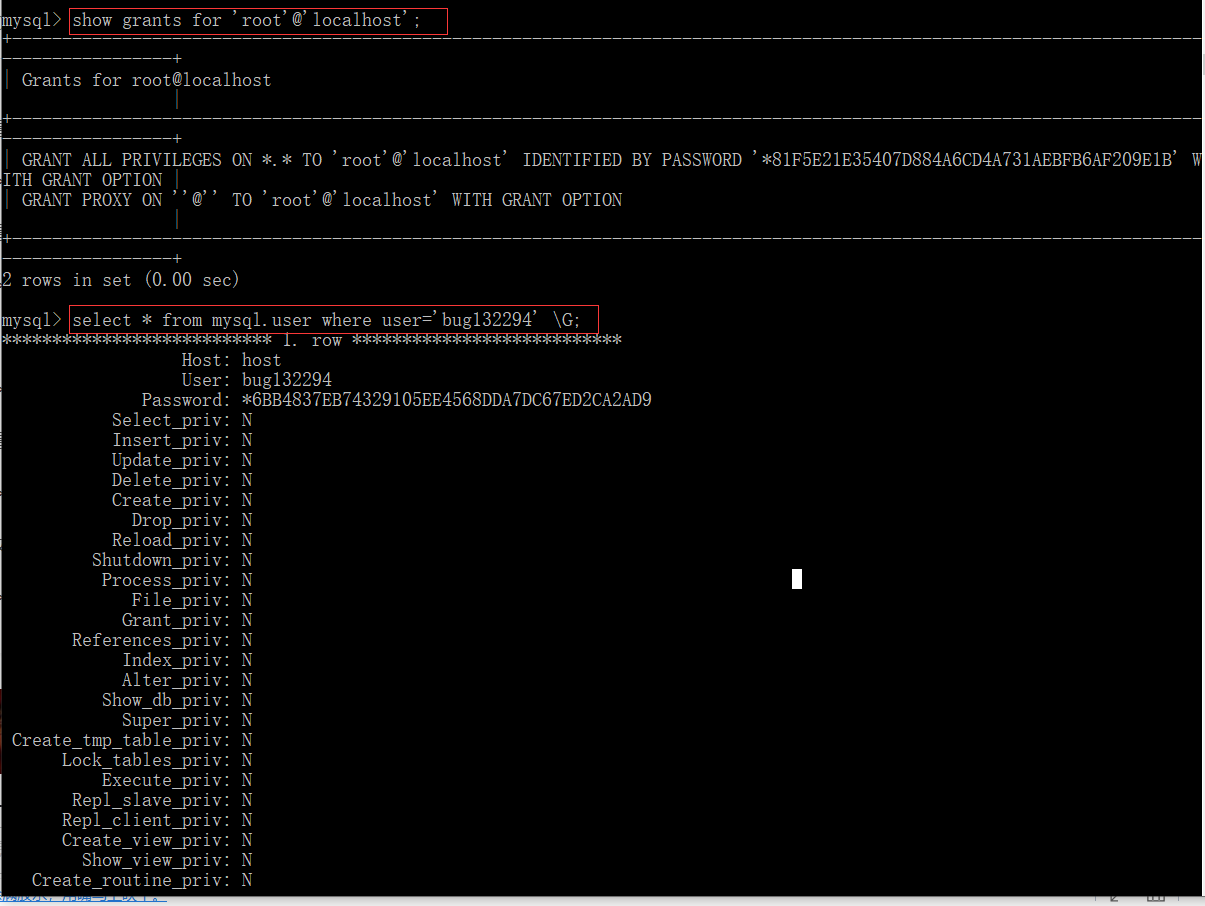 mysql> show grants for 'root'@'localhost';
+------------------------------------------------------------------------------------------------------------------------
-----------------+
| Grants for root@localhost
                 |
+------------------------------------------------------------------------------------------------------------------------
-----------------+
| GRANT ALL PRIVILEGES ON *.* TO 'root'@'localhost' IDENTIFIED BY PASSWORD '*81F5E21E35407D884A6CD4A731AEBFB6AF209E1B' W
ITH GRANT OPTION |
| GRANT PROXY ON ''@'' TO 'root'@'localhost' WITH GRANT OPTION
                 |
+------------------------------------------------------------------------------------------------------------------------
-----------------+
2 rows in set (0.00 sec)
mysql> select * from mysql.user where user='bug132294' \G;
*************************** 1. row ***************************
Host: host
User: bug132294
Password: *6BB4837EB74329105EE4568DDA7DC67ED2CA2AD9
Select_priv: N
Insert_priv: N
Update_priv: N
Delete_priv: N
Create_priv: N
Drop_priv: N
Reload_priv: N
Shutdown_priv: N
Process_priv: N
File_priv: N
Grant_priv: N
References_priv: N
Index_priv: N
Alter_priv: N
Show_db_priv: N
Super_priv: N
Create_tmp_table_priv: N
Lock_tables_priv: N
Execute_priv: N
Repl_slave_priv: N
Repl_client_priv: N
Create_view_priv: N
Show_view_priv: N
Create_routine_priv: N